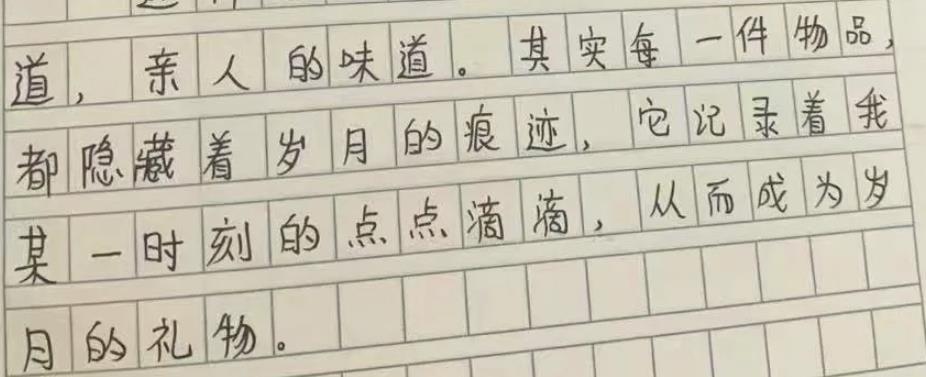 道，亲人的味道。其实每一件物品，
都隐藏着岁月的痕迹，它记录着我
某一时刻的点点滴滴，从而成为岁
月的礼物。